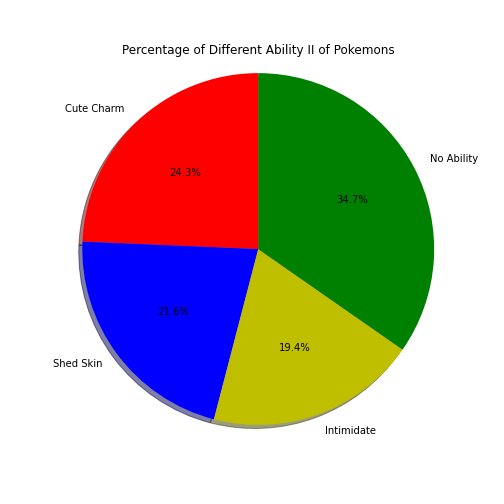 Percentage of Different Ability II of Pokemons
Cute Charm
24.3%
No Ability
34.7%
Shed Skin
21.6%
Intimidate
19.4%